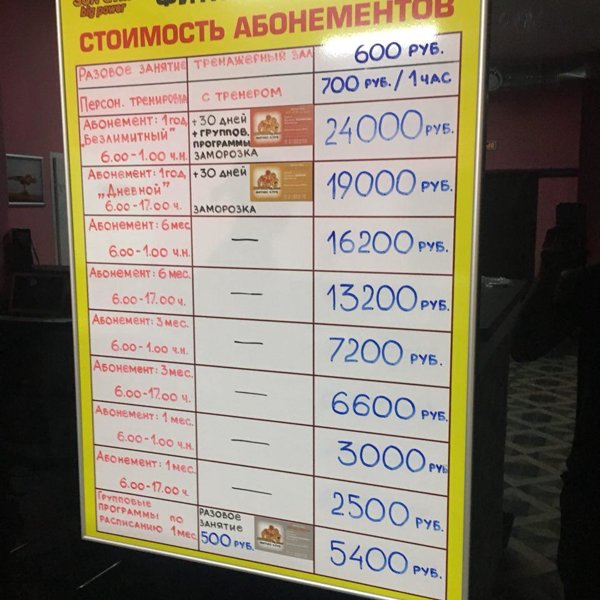 big power
СТОИМОСТЬ АБОНЕМЕНТОВ
РАЗОВОЕ ЗАНЯТИЕ ТРЕНАЖЕРНЫЙ ЗАЛ 600 РУБ.
ПЕРСОН. ТРЕНИРОВКА С ТРЕНЕРОМ 700 РУБ./1 ЧАС
Абонемент: 1 год + 30 ДНЕЙ
„Безлимитный" + ГРУППОВ. 24000 РУБ.
6.00-1.00 ч.н. ПРОГРАММЫ
ЗАМОРОЗКА
Абонемент: 1 год + 30 ДНЕЙ
„Дневной" 19000 РУБ.
6.00-17.00 ч. ЗАМОРОЗКА
Абонемент: 6 мес. — 16200 РУБ.
6.00-1.00 ч.н.
Абонемент: 6 мес. — 13200 РУБ.
6.00-17.00 ч.
Абонемент: 3 мес. — 7200 РУБ.
6.00-1.00 ч.н.
Абонемент: 3 мес. — 6600 РУБ.
6.00-17.00 ч.
Абонемент: 1 мес. — 3000 РУБ
6.00-1.00 ч.н.
Абонемент: 1 мес. — 2500 РУБ.
6.00-17.00 ч.
Групповые РАЗОВОЕ
программы по ЗАНЯТИЕ 5400 РУБ.
расписанию 1 мес. 500 РУБ.